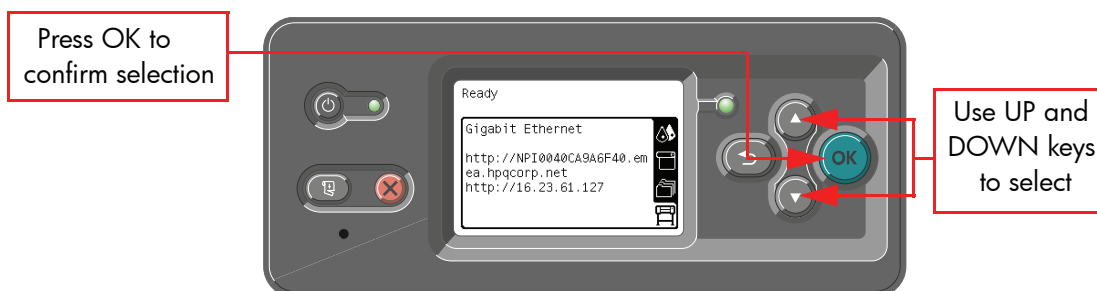 Press OK to
confirm selection
Ready
Gigabit Ethernet
http://NPI0040CA9A6F40.em
ea.hpqcorp.net
http://16.23.61.127
OK
Use UP and
DOWN keys
to select